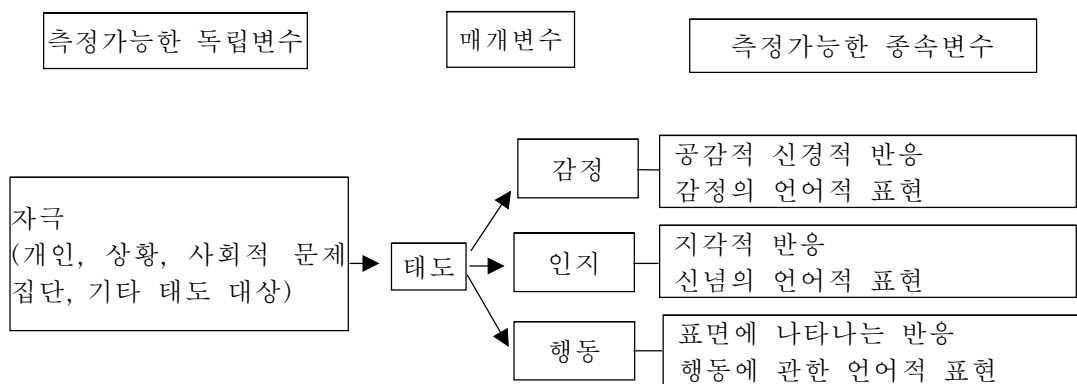 측정가능한 독립변수
매개변수
측정가능한 종속변수
자극
(개인, 상황, 사회적 문제
집단, 기타 태도 대상)
태도
감정
공감적 신경적 반응
감정의 언어적 표현
인지
지각적 반응
신념의 언어적 표현
행동
표면에 나타나는 반응
행동에 관한 언어적 표현